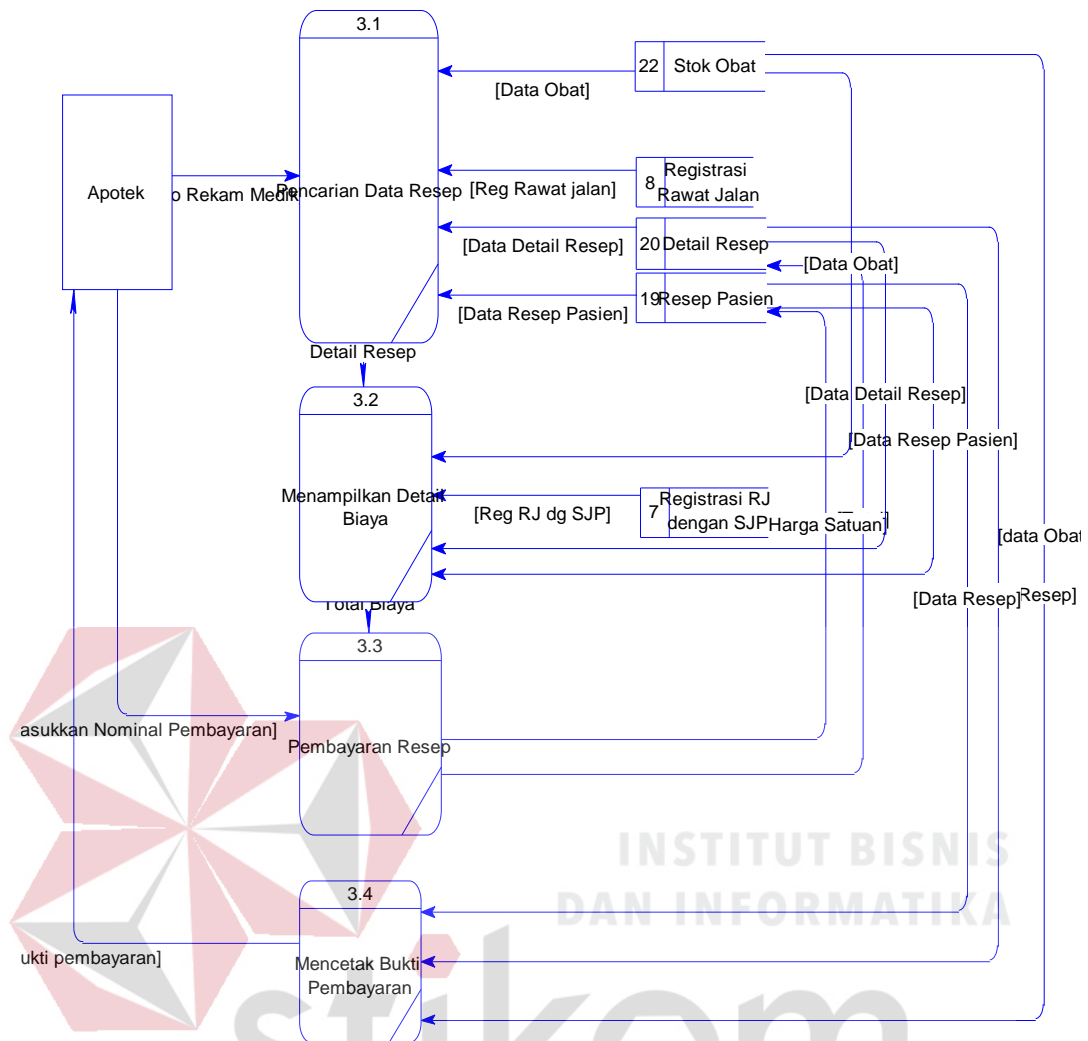 3.1
22
Stok Obat
[Data Obat]
Apotek
o Rekam Medik
Pencarian Data Resep
[Reg Rawat jalan]
8
Registrasi
Rawat Jalan
[Data Detail Resep]
20
Detail Resep
[Data Obat]
[Data Resep Pasien]
19
Resep Pasien
Detail Resep
3.2
[Data Detail Resep]
[Data Resep Pasien]
Menampilkan Detail
Biaya
[Reg RJ dg SJP]
7
Registrasi RJ
dengan SJP
Harga Satuan]
[data Obat
[Data Resep]
Resep]
Total Biaya
3.3
asukkan Nominal Pembayaran]
Pembayaran Resep
INSTITUT BISNIS
DAN INFORMATIKA
3.4
ukti pembayaran]
Mencetak Bukti
Pembayaran
stikom